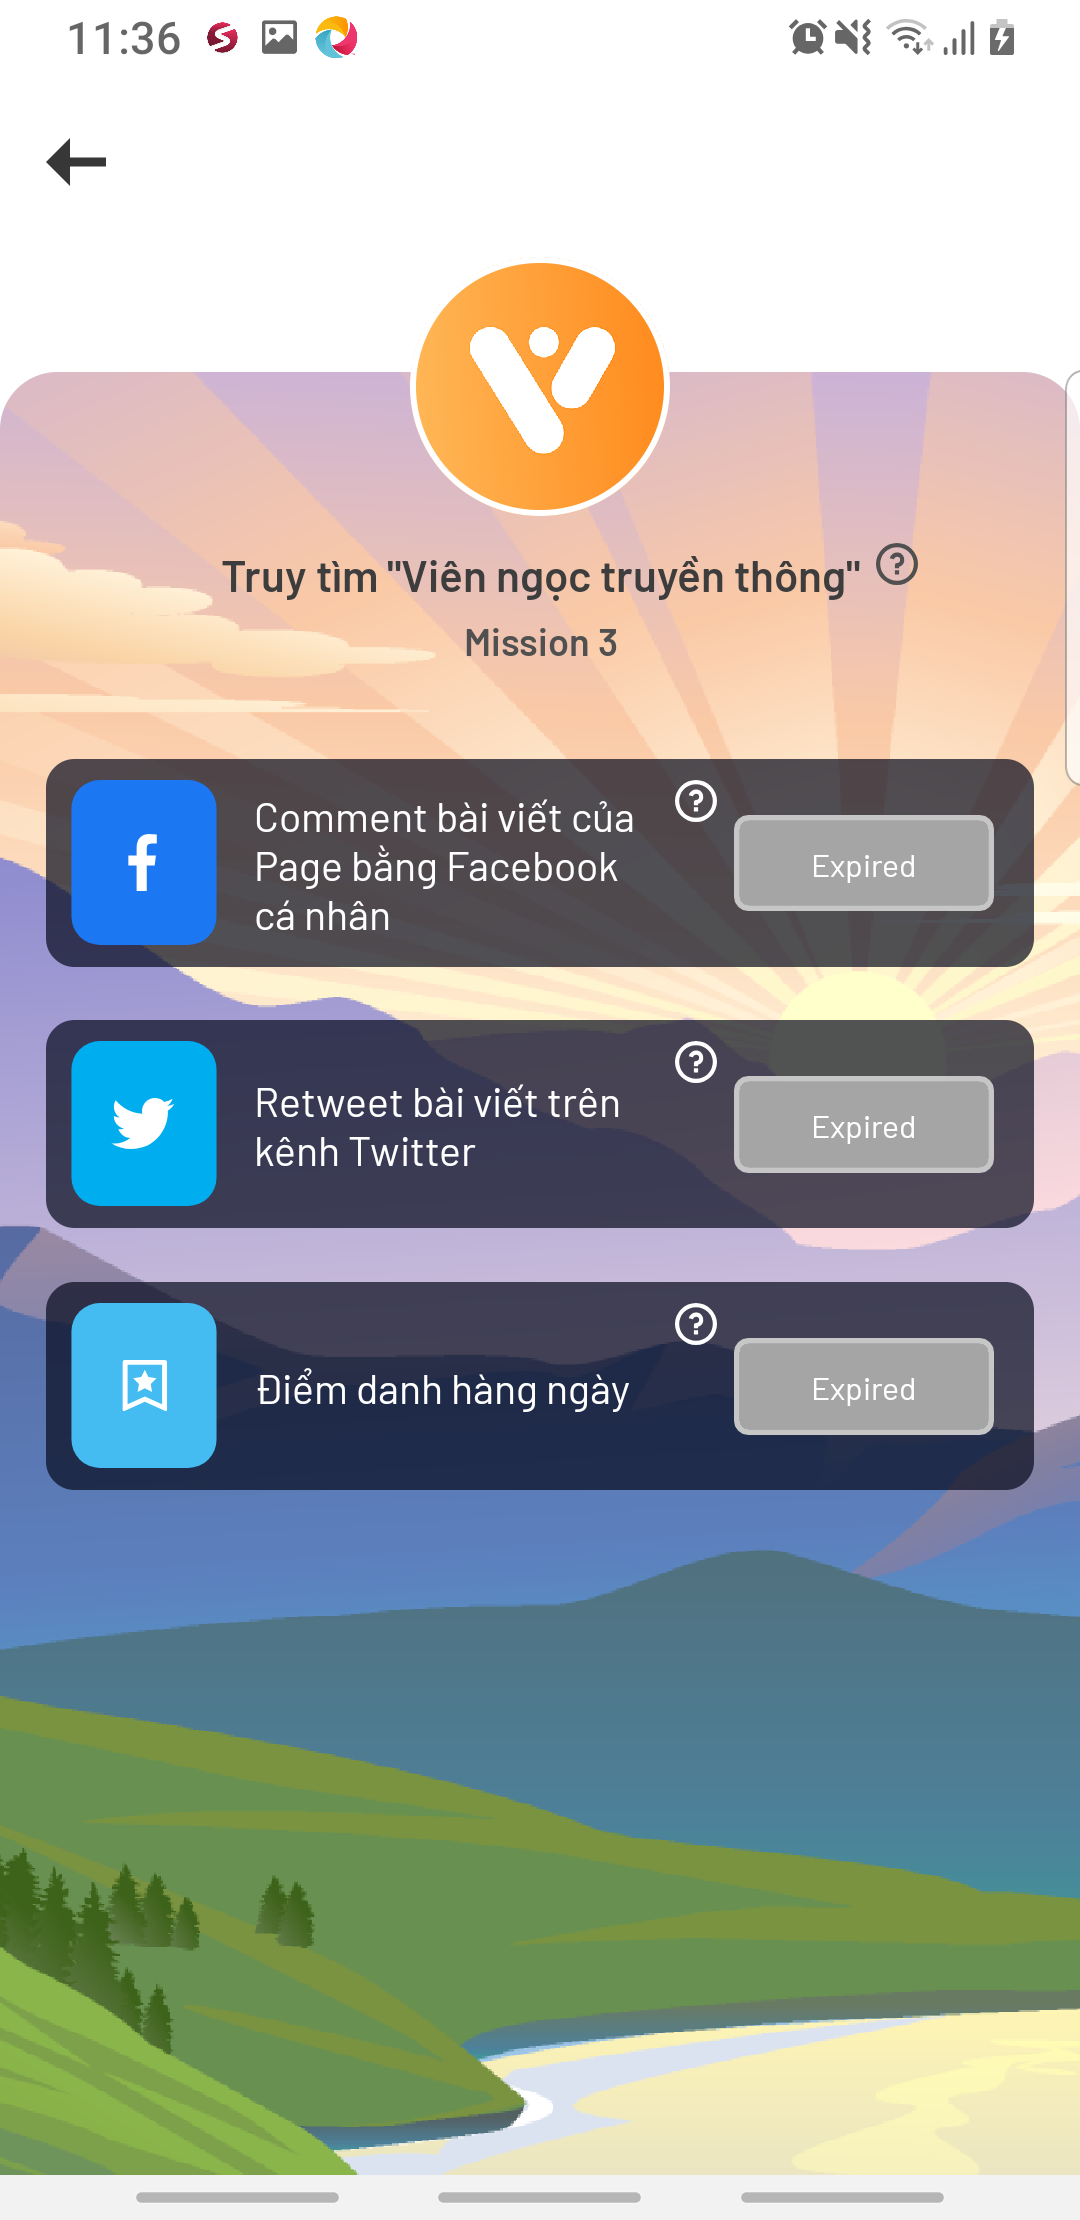 11:36
Truy tìm "Viên ngọc truyền thông"
Mission 3
Comment bài viết của
Page bằng Facebook
cá nhân
Expired
Retweet bài viết trên
kênh Twitter
Expired
Điểm danh hàng ngày
Expired